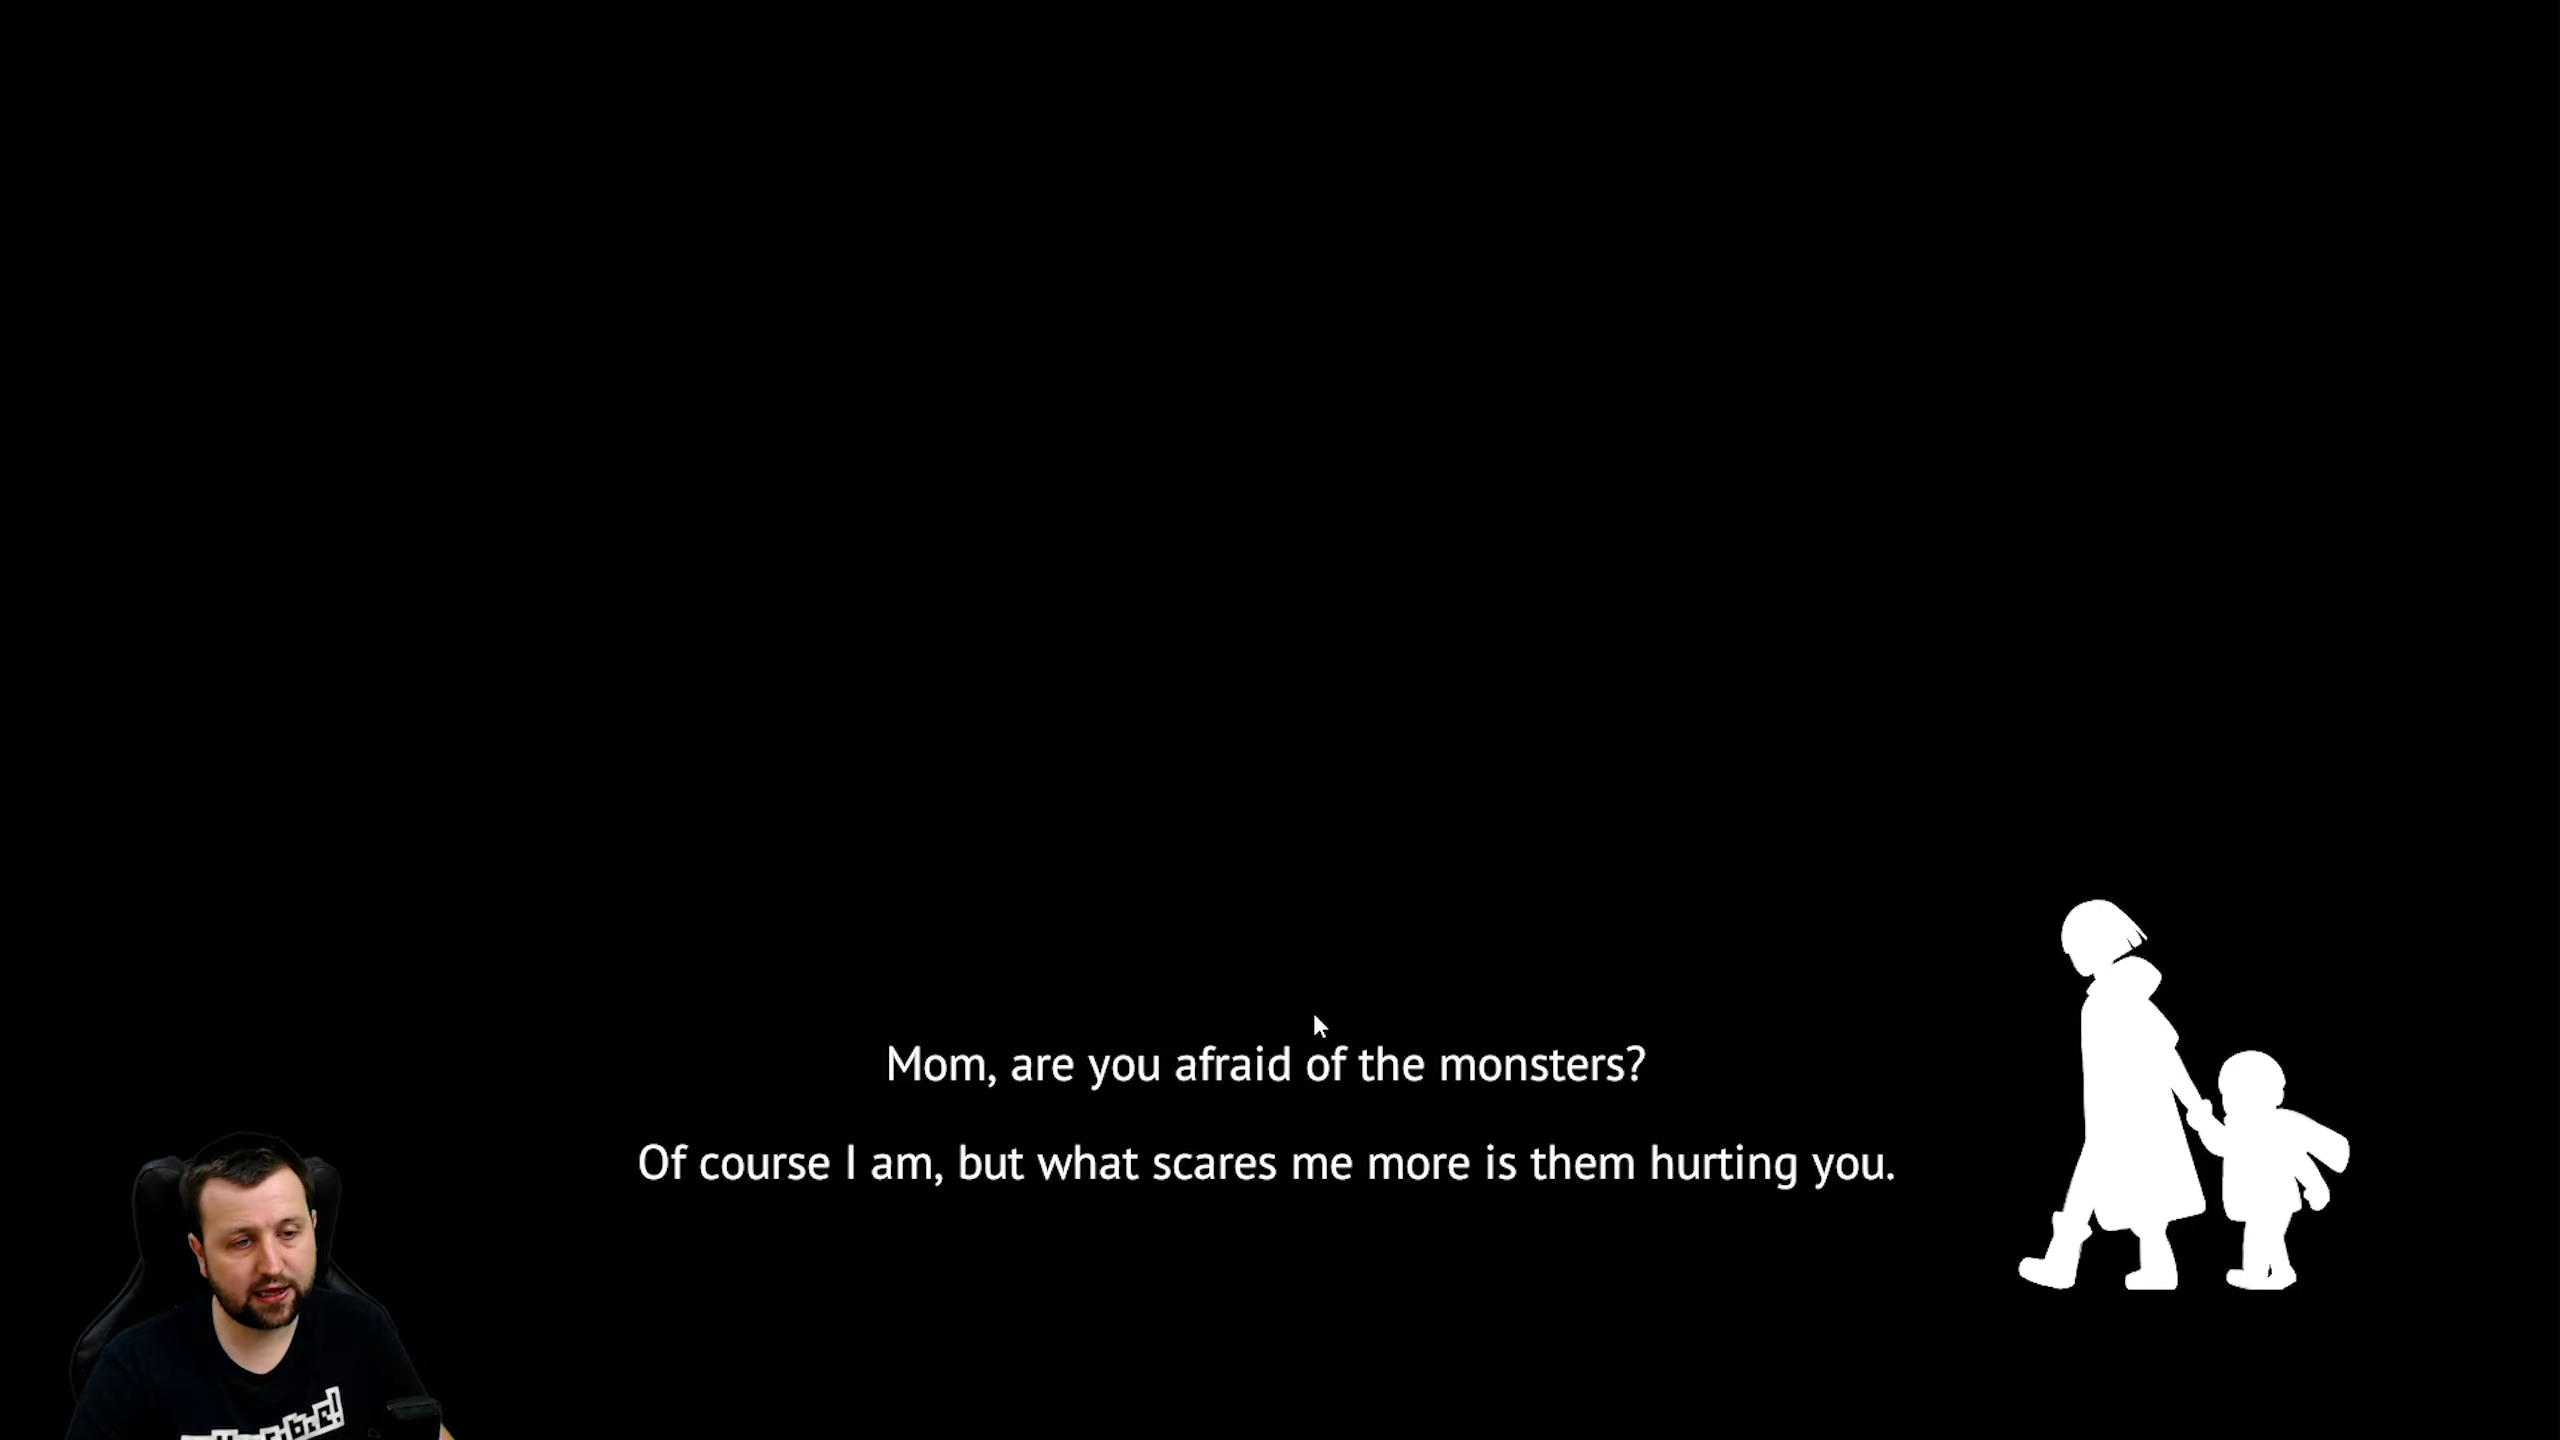 Mom, are you afraid of the monsters?
Of course I am, but what scares me more is them hurting you.